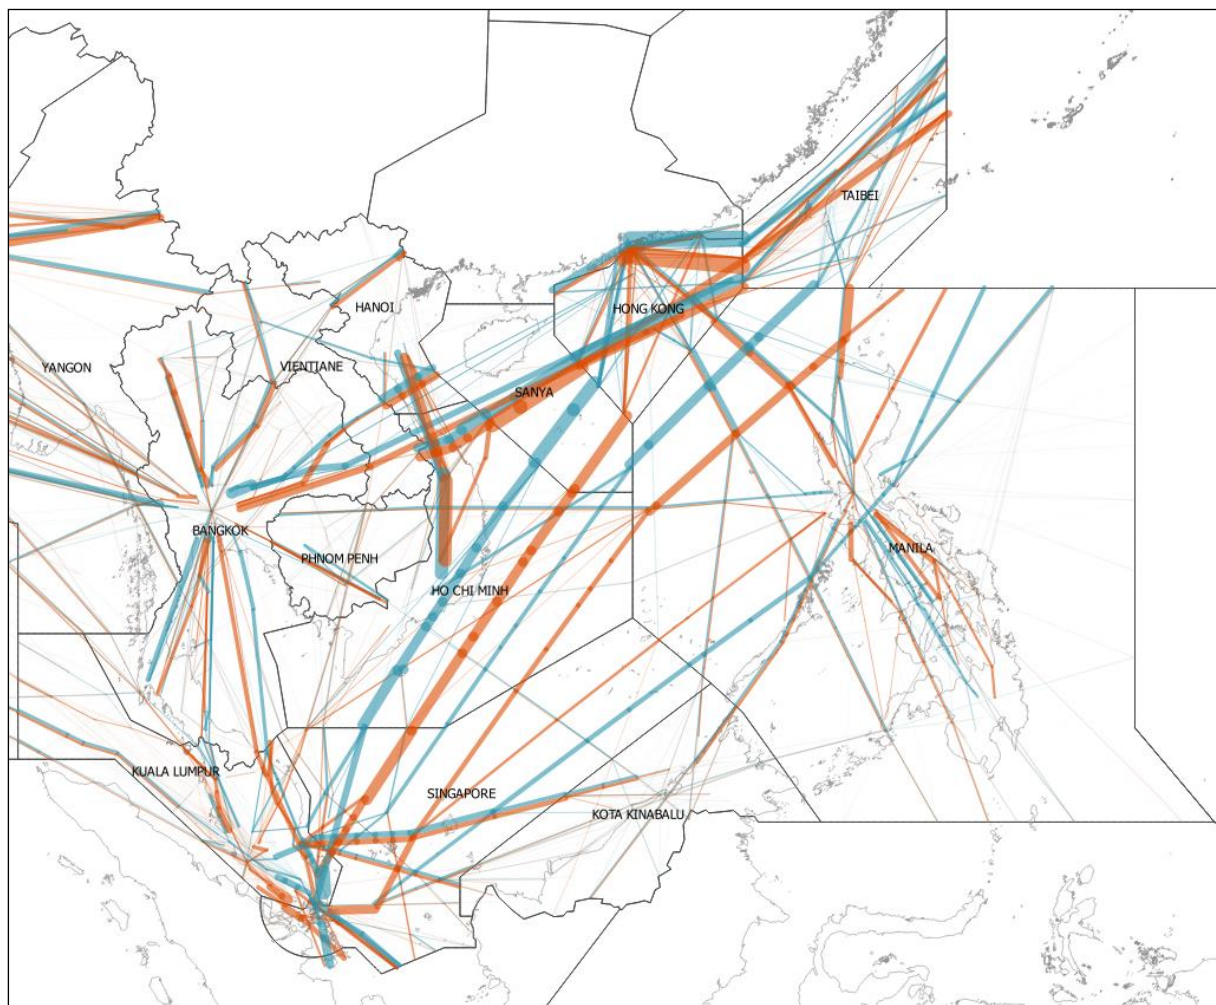 TAIBEI
HONG KONG
HANOI
YANGON
VIENTIANE
SANYA
BANGKOK
PHNOM PENH
MANILA
HO CHI MINH
KUALA LUMPUR
SINGAPORE
KOTA KINABALU